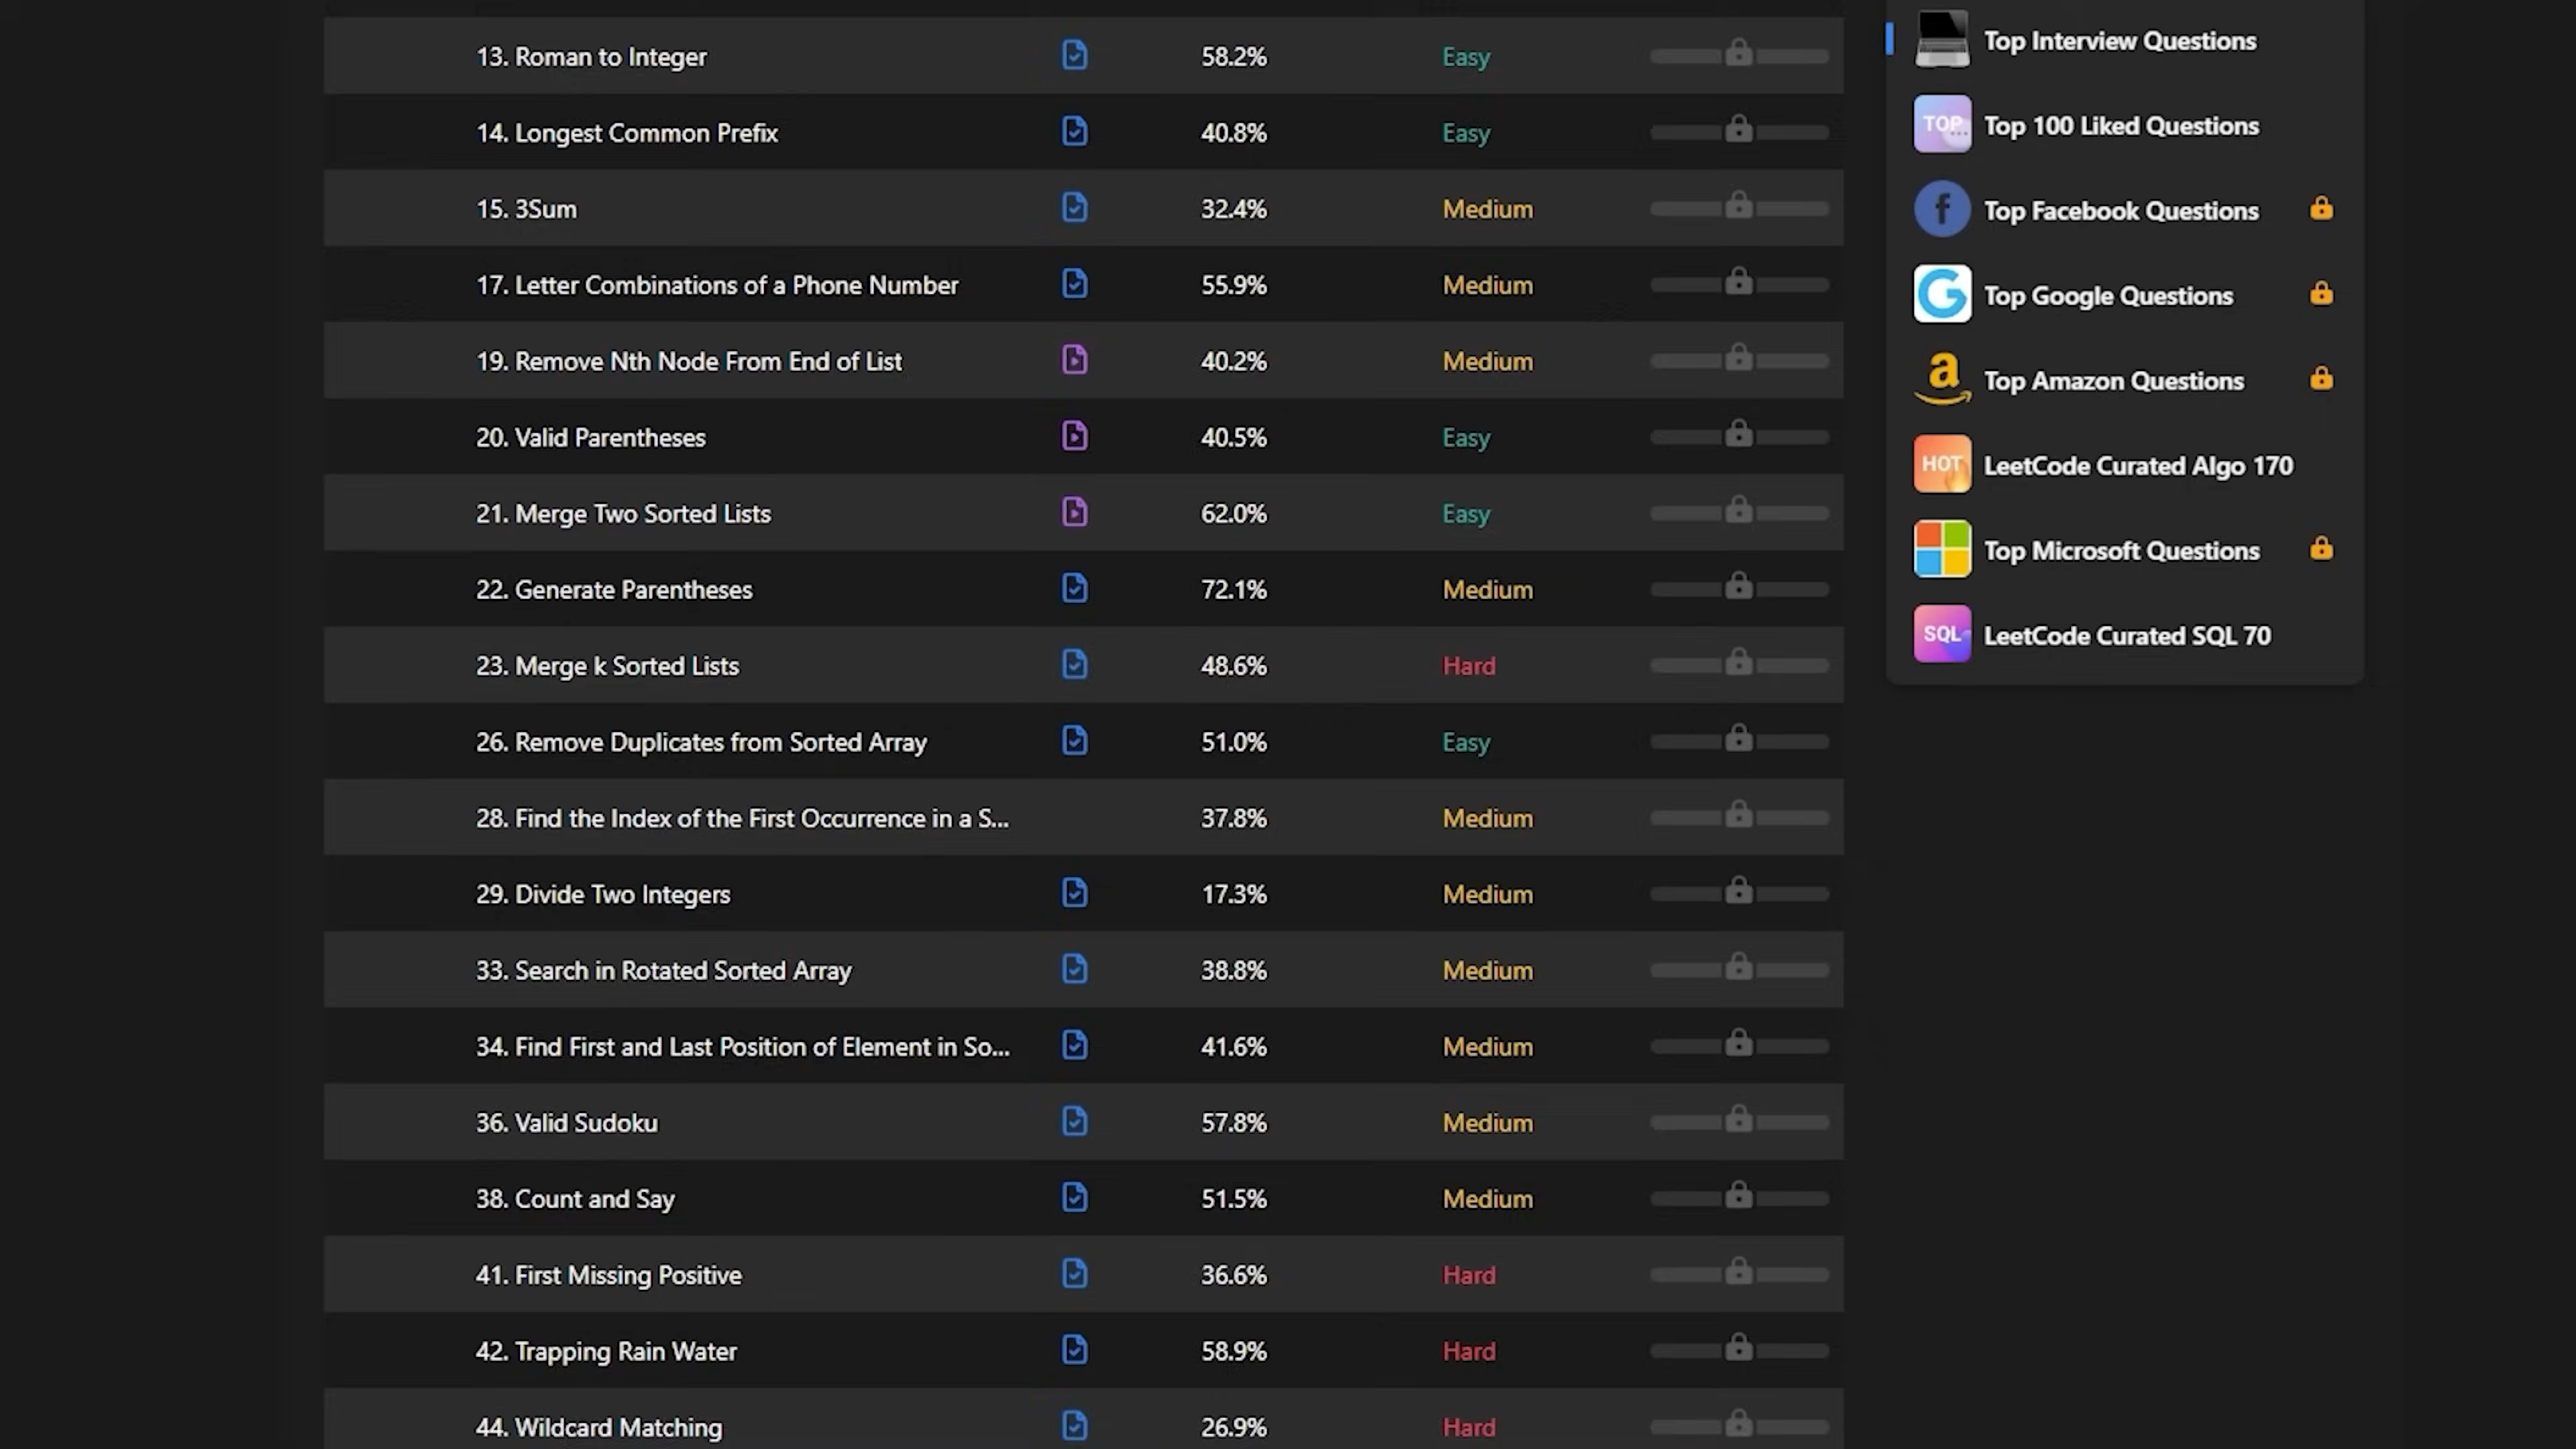 13. Roman to Integer 58.2% Easy
14. Longest Common Prefix 40.8% Easy
15. 3Sum 32.4% Medium
17. Letter Combinations of a Phone Number 55.9% Medium
19. Remove Nth Node From End of List 40.2% Medium
20. Valid Parentheses 40.5% Easy
21. Merge Two Sorted Lists 62.0% Easy
22. Generate Parentheses 72.1% Medium
23. Merge k Sorted Lists 48.6% Hard
26. Remove Duplicates from Sorted Array 51.0% Easy
28. Find the Index of the First Occurrence in a S... 37.8% Medium
29. Divide Two Integers 17.3% Medium
33. Search in Rotated Sorted Array 38.8% Medium
34. Find First and Last Position of Element in So... 41.6% Medium
36. Valid Sudoku 57.8% Medium
38. Count and Say 51.5% Medium
41. First Missing Positive 36.6% Hard
42. Trapping Rain Water 58.9% Hard
44. Wildcard Matching 26.9% Hard
Top Interview Questions
TOP Top 100 Liked Questions
f Top Facebook Questions
G Top Google Questions
a Top Amazon Questions
HOT LeetCode Curated Algo 170
Top Microsoft Questions
SQL LeetCode Curated SQL 70